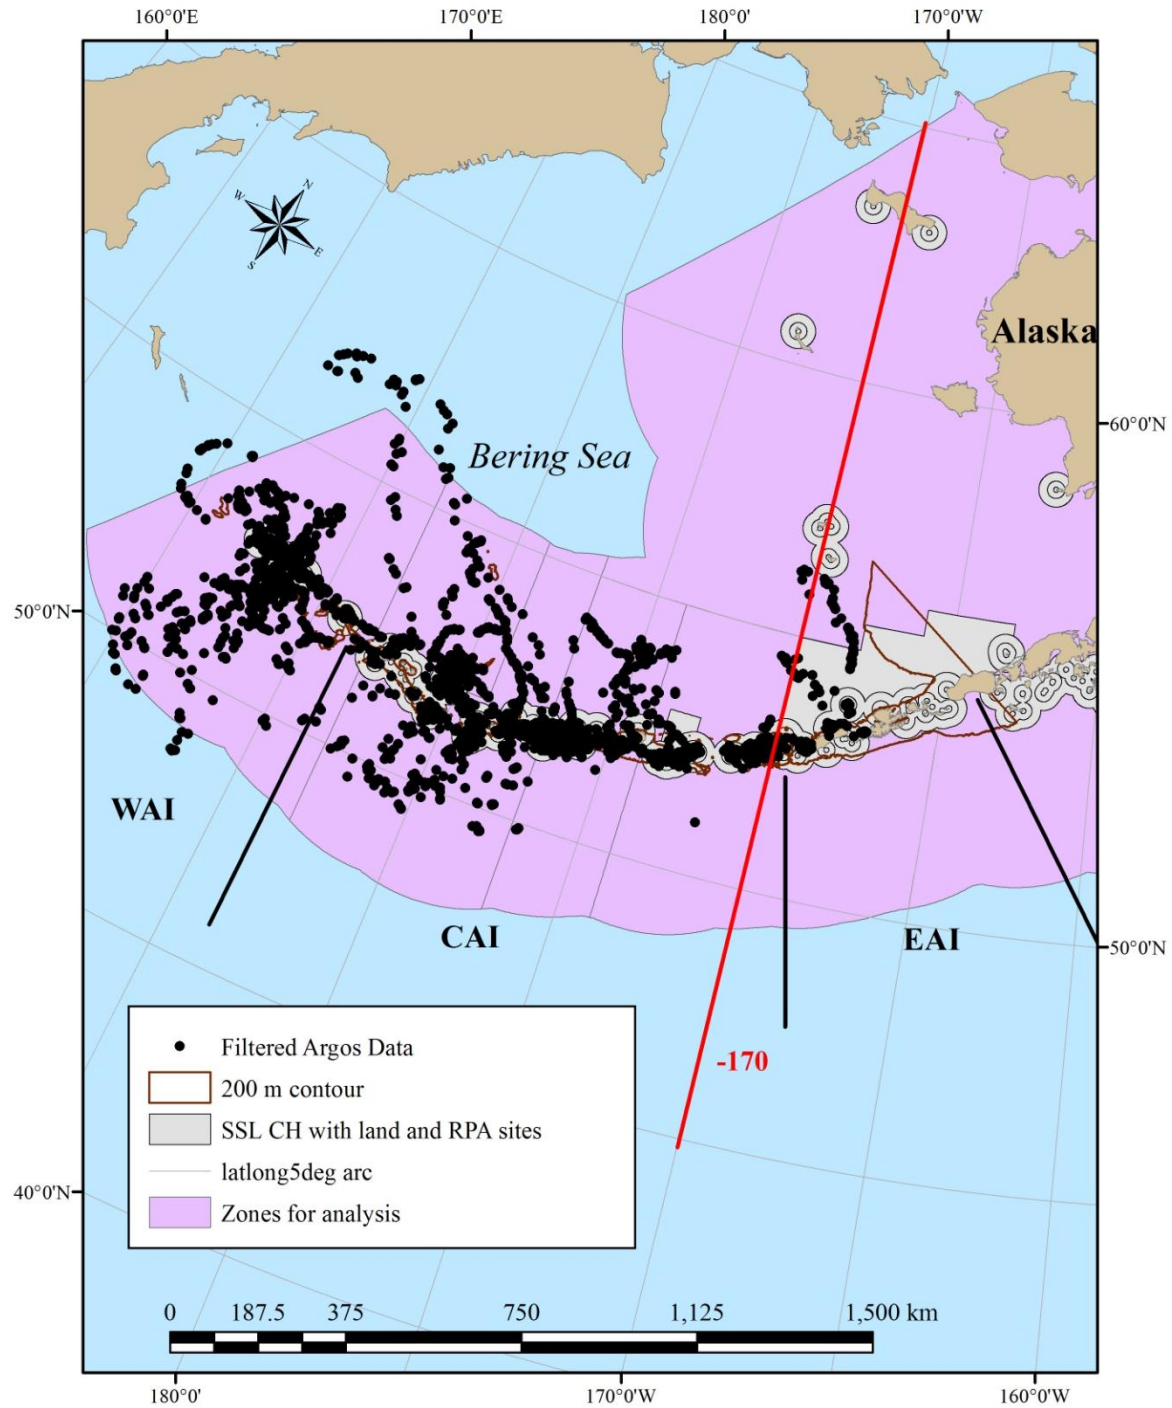 160°0'E 170°0'E 180°0' 170°0'W
N
W
E
S
Alaska
60°0'N
Bering Sea
50°0'N
WAI
CAI
EAI
50°0'N
-170
Filtered Argos Data
200 m contour
SSL CH with land and RPA sites
latlong5deg arc
Zones for analysis
40°0'N
0 187.5 375 750 1,125 1,500 km
180°0' 170°0'W 160°0'W